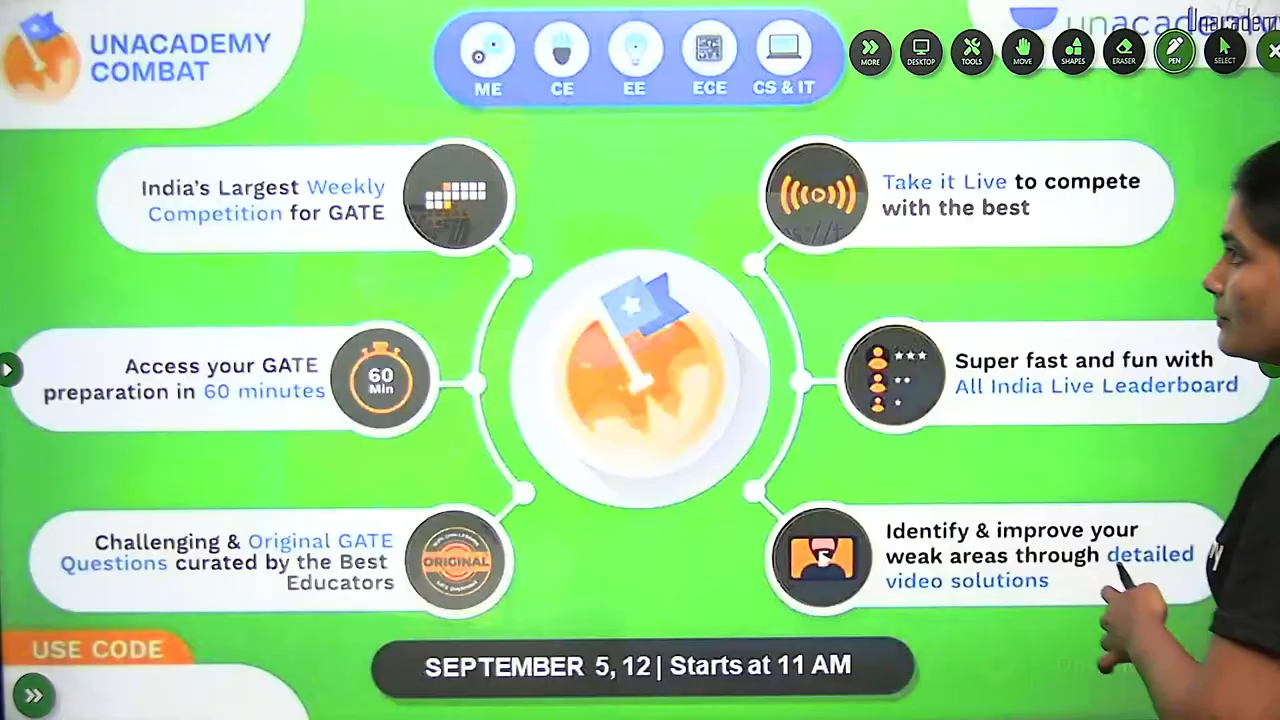 UNACADEMY
COMBAT
ME
CE
EE
ECE
CS & IT
Unacademy
MORE
DESKTOP
TOOLS
MOVE
SHAPES
ERASER
PEN
SELECT
India's Largest Weekly
Competition for GATE
Take it Live to compete
with the best
Access your GATE
preparation in 60 minutes
60
Min
Super fast and fun with
All India Live Leaderboard
Challenging & Original GATE
Questions curated by the Best
Educators
ORIGINAL
Identify & improve your
weak areas through detailed
video solutions
USE CODE
SEPTEMBER 5, 12 | Starts at 11 AM